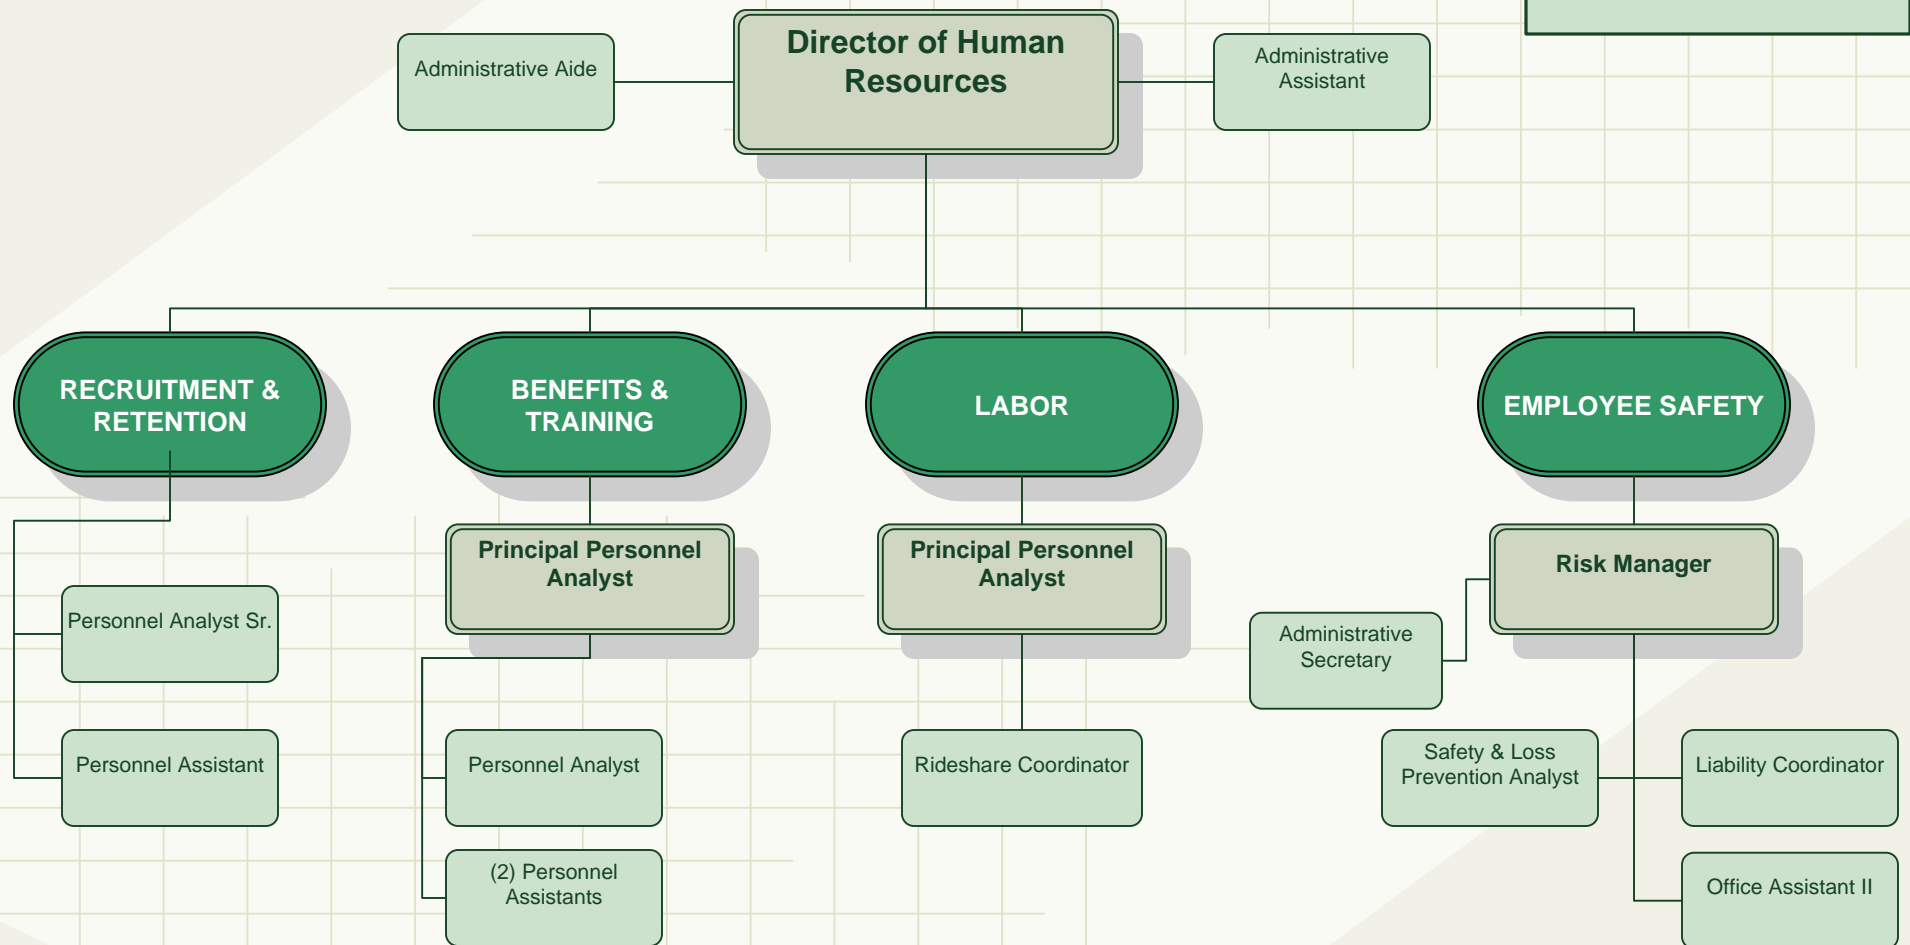 Director of Human
Resources
Administrative Aide
Administrative
Assistant
RECRUITMENT &
RETENTION
BENEFITS &
TRAINING
LABOR
EMPLOYEE SAFETY
Principal Personnel
Analyst
Principal Personnel
Analyst
Risk Manager
Personnel Analyst Sr.
Administrative
Secretary
Personnel Assistant
Personnel Analyst
Rideshare Coordinator
Safety & Loss
Prevention Analyst
Liability Coordinator
(2) Personnel
Assistants
Office Assistant II